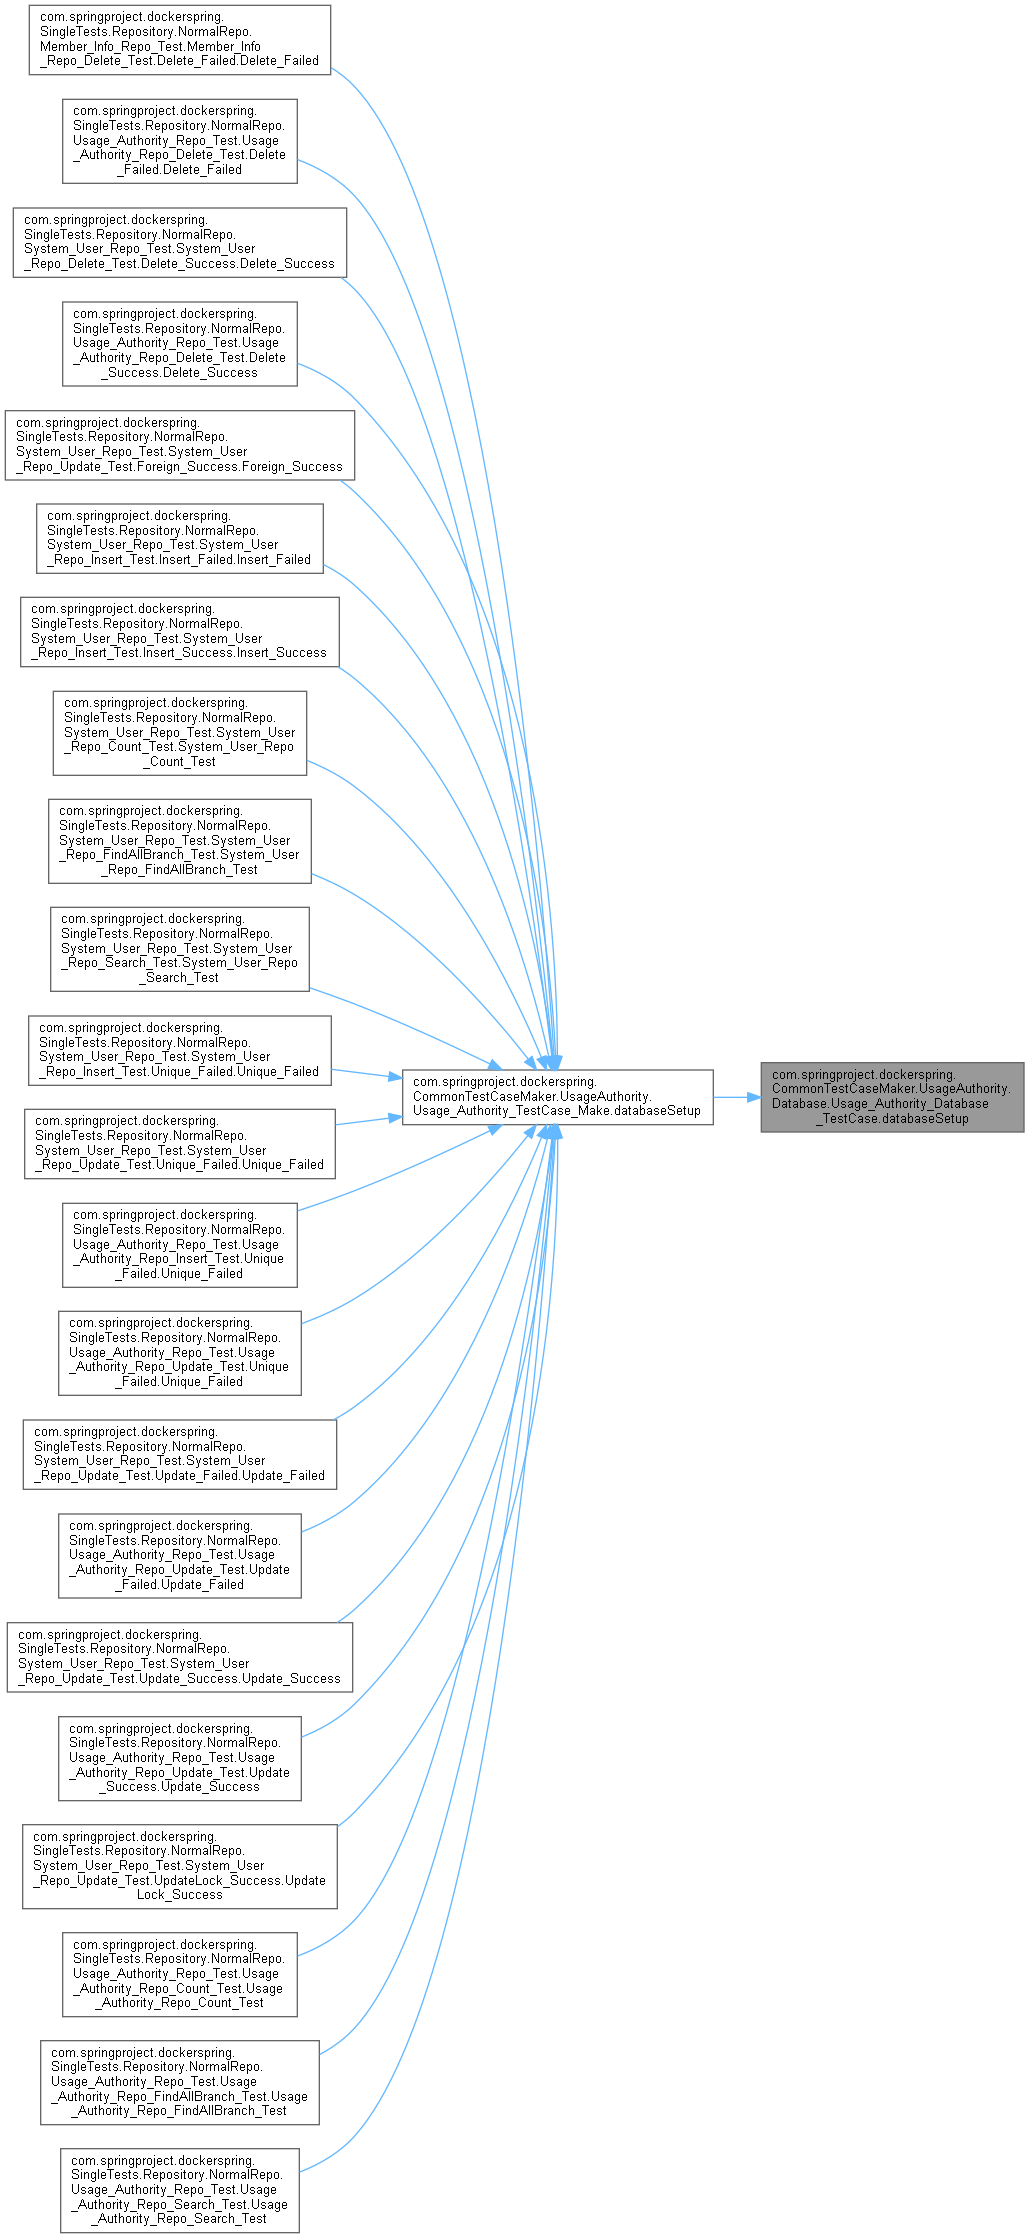 com.springproject.dockerspring.
SingleTests.Repository.NormalRepo.
Member_Info_Repo_Test.Member_Info
_Repo_Delete_Test.Delete_Failed.Delete_Failed
com.springproject.dockerspring.
SingleTests.Repository.NormalRepo.
Usage_Authority_Repo_Test.Usage
_Authority_Repo_Delete_Test.Delete
_Failed.Delete_Failed
com.springproject.dockerspring.
SingleTests.Repository.NormalRepo.
System_User_Repo_Test.System_User
_Repo_Delete_Test.Delete_Success.Delete_Success
com.springproject.dockerspring.
SingleTests.Repository.NormalRepo.
Usage_Authority_Repo_Test.Usage
_Authority_Repo_Delete_Test.Delete
_Success.Delete_Success
com.springproject.dockerspring.
SingleTests.Repository.NormalRepo.
System_User_Repo_Test.System_User
_Repo_Update_Test.Foreign_Success.Foreign_Success
com.springproject.dockerspring.
SingleTests.Repository.NormalRepo.
System_User_Repo_Test.System_User
_Repo_Insert_Test.Insert_Failed.Insert_Failed
com.springproject.dockerspring.
SingleTests.Repository.NormalRepo.
System_User_Repo_Test.System_User
_Repo_Insert_Test.Insert_Success.Insert_Success
com.springproject.dockerspring.
SingleTests.Repository.NormalRepo.
System_User_Repo_Test.System_User
_Repo_Count_Test.System_User_Repo
_Count_Test
com.springproject.dockerspring.
SingleTests.Repository.NormalRepo.
System_User_Repo_Test.System_User
_Repo_FindAllBranch_Test.System_User
_Repo_FindAllBranch_Test
com.springproject.dockerspring.
SingleTests.Repository.NormalRepo.
System_User_Repo_Test.System_User
_Repo_Search_Test.System_User_Repo
_Search_Test
com.springproject.dockerspring.
SingleTests.Repository.NormalRepo.
System_User_Repo_Test.System_User
_Repo_Insert_Test.Unique_Failed.Unique_Failed
com.springproject.dockerspring.
CommonTestCaseMaker.UsageAuthority.
Usage_Authority_TestCase_Make.databaseSetup
com.springproject.dockerspring.
CommonTestCaseMaker.UsageAuthority.
Database.Usage_Authority_Database
_TestCase.databaseSetup
com.springproject.dockerspring.
SingleTests.Repository.NormalRepo.
System_User_Repo_Test.System_User
_Repo_Update_Test.Unique_Failed.Unique_Failed
com.springproject.dockerspring.
SingleTests.Repository.NormalRepo.
Usage_Authority_Repo_Test.Usage
_Authority_Repo_Insert_Test.Unique
_Failed.Unique_Failed
com.springproject.dockerspring.
SingleTests.Repository.NormalRepo.
Usage_Authority_Repo_Test.Usage
_Authority_Repo_Update_Test.Unique
_Failed.Unique_Failed
com.springproject.dockerspring.
SingleTests.Repository.NormalRepo.
System_User_Repo_Test.System_User
_Repo_Update_Test.Update_Failed.Update_Failed
com.springproject.dockerspring.
SingleTests.Repository.NormalRepo.
Usage_Authority_Repo_Test.Usage
_Authority_Repo_Update_Test.Update
_Failed.Update_Failed
com.springproject.dockerspring.
SingleTests.Repository.NormalRepo.
System_User_Repo_Test.System_User
_Repo_Update_Test.Update_Success.Update_Success
com.springproject.dockerspring.
SingleTests.Repository.NormalRepo.
Usage_Authority_Repo_Test.Usage
_Authority_Repo_Update_Test.Update
_Success.Update_Success
com.springproject.dockerspring.
SingleTests.Repository.NormalRepo.
System_User_Repo_Test.System_User
_Repo_Update_Test.UpdateLock_Success.Update
Lock_Success
com.springproject.dockerspring.
SingleTests.Repository.NormalRepo.
Usage_Authority_Repo_Test.Usage
_Authority_Repo_Count_Test.Usage
_Authority_Repo_Count_Test
com.springproject.dockerspring.
SingleTests.Repository.NormalRepo.
Usage_Authority_Repo_Test.Usage
_Authority_Repo_FindAllBranch_Test.Usage
_Authority_Repo_FindAllBranch_Test
com.springproject.dockerspring.
SingleTests.Repository.NormalRepo.
Usage_Authority_Repo_Test.Usage
_Authority_Repo_Search_Test.Usage
_Authority_Repo_Search_Test